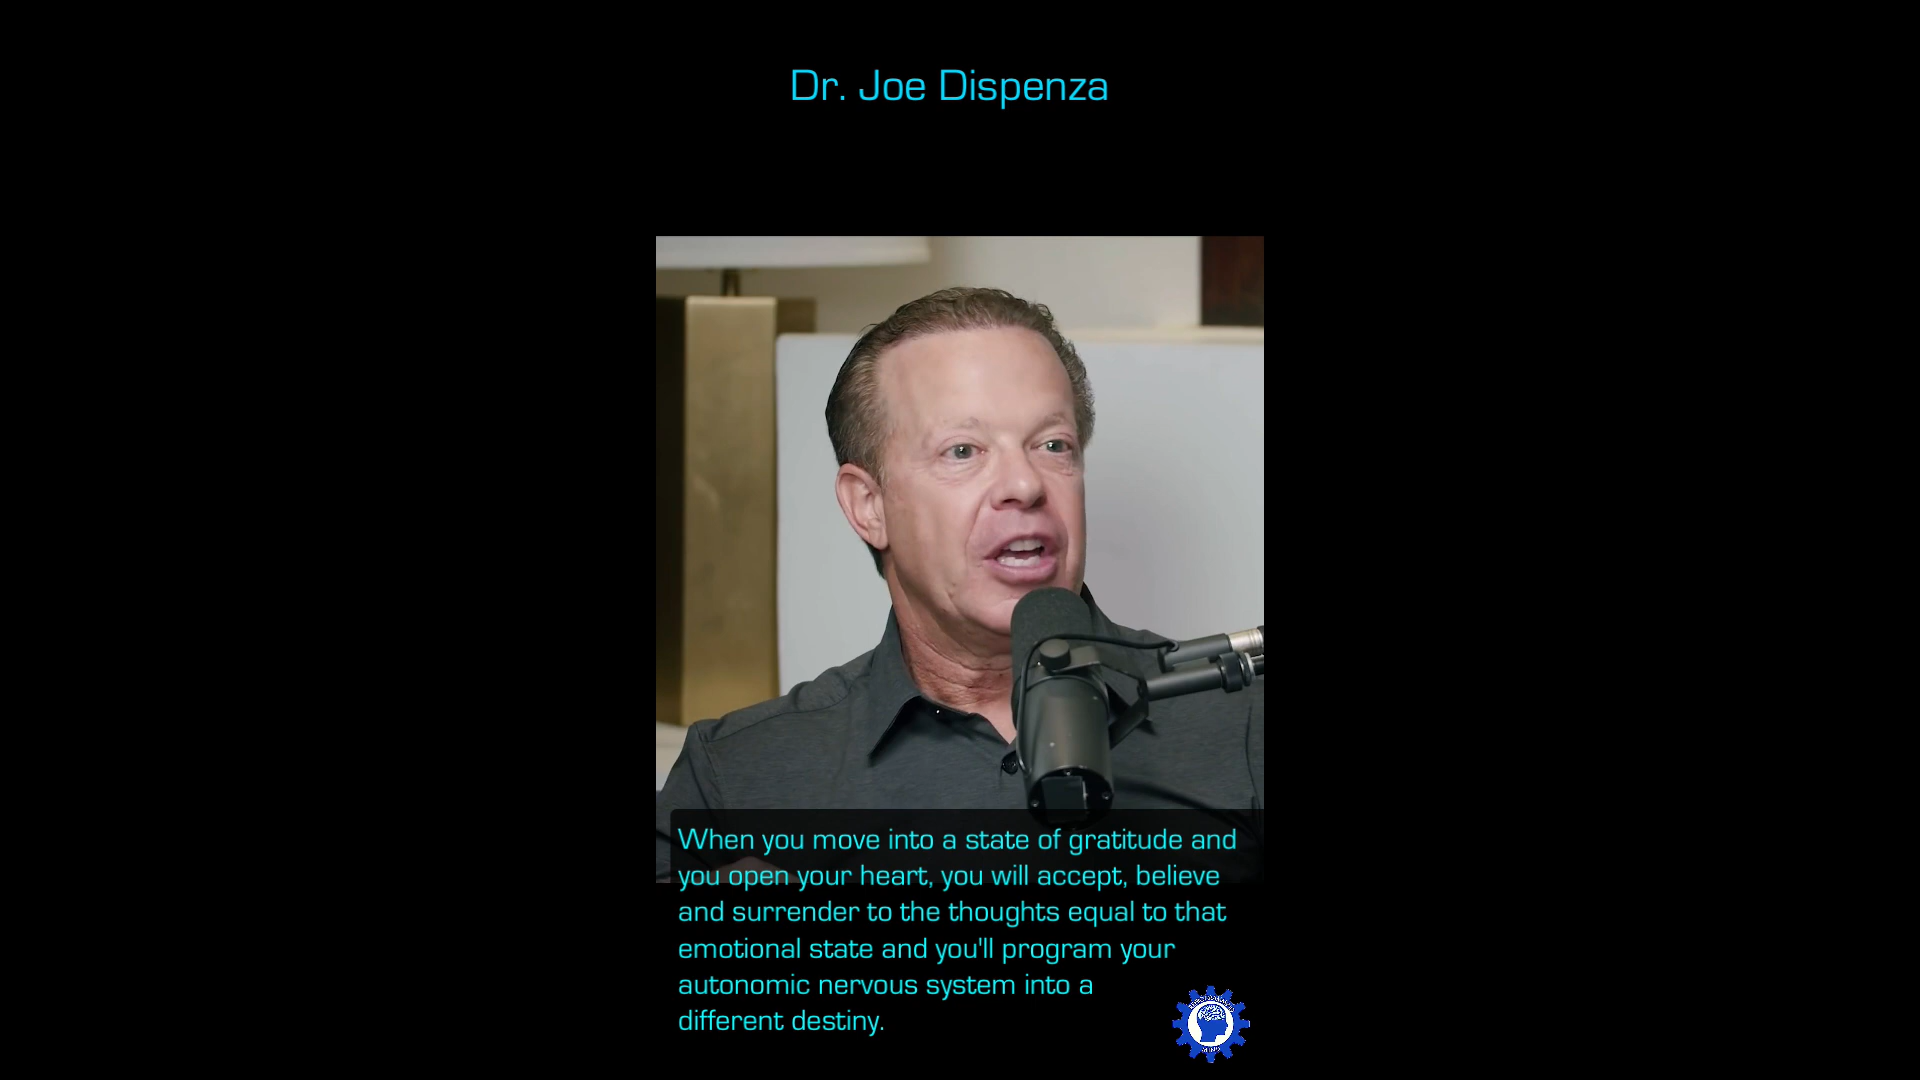 Dr. Joe Dispenza
When you move into a state of gratitude and
you open your heart, you will accept, believe
and surrender to the thoughts equal to that
emotional state and you'll program your
autonomic nervous system into a
different destiny.